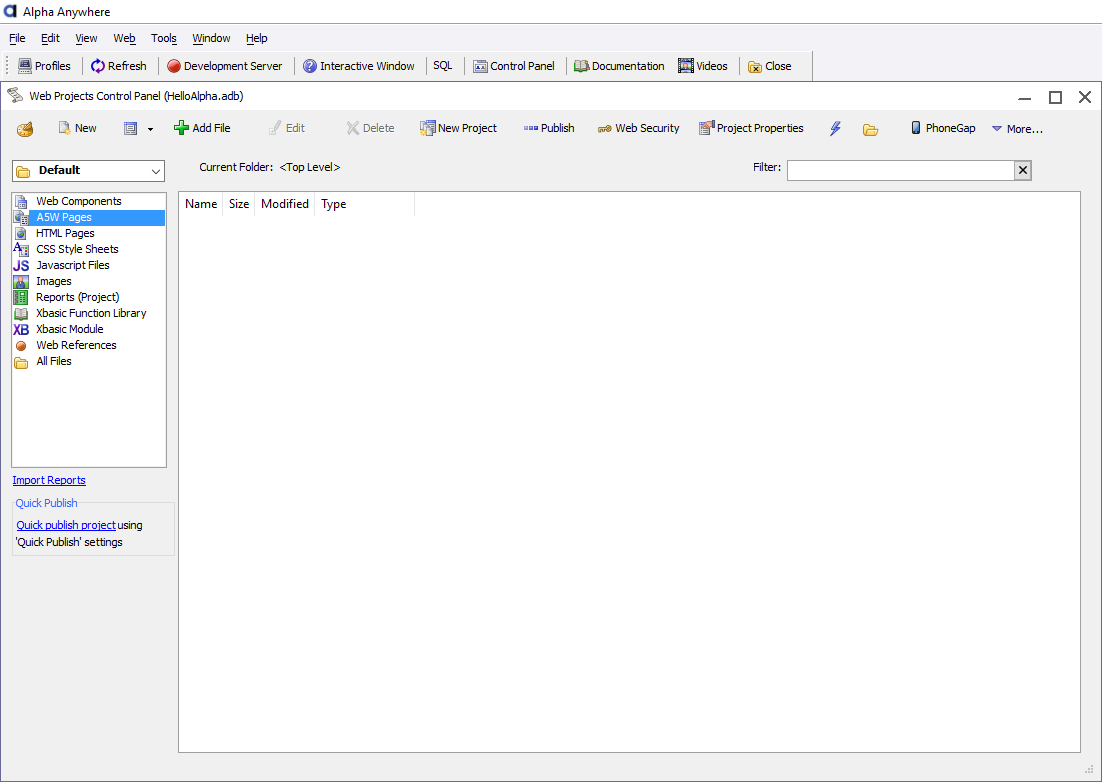 Alpha Anywhere
File Edit View Web Tools Window Help
Profiles Refresh Development Server Interactive Window SQL Control Panel Documentation Videos Close
Web Projects Control Panel (HelloAlpha.adb)
New Add File Edit Delete New Project Publish Web Security Project Properties PhoneGap More...
Default Current Folder: <Top Level> Filter:
Name Size Modified Type
Web Components
A5W Pages
HTML Pages
CSS Style Sheets
JS Javascript Files
Images
Reports (Project)
Xbasic Function Library
XB Xbasic Module
Web References
All Files
Import Reports
Quick Publish
Quick publish project using
'Quick Publish' settings